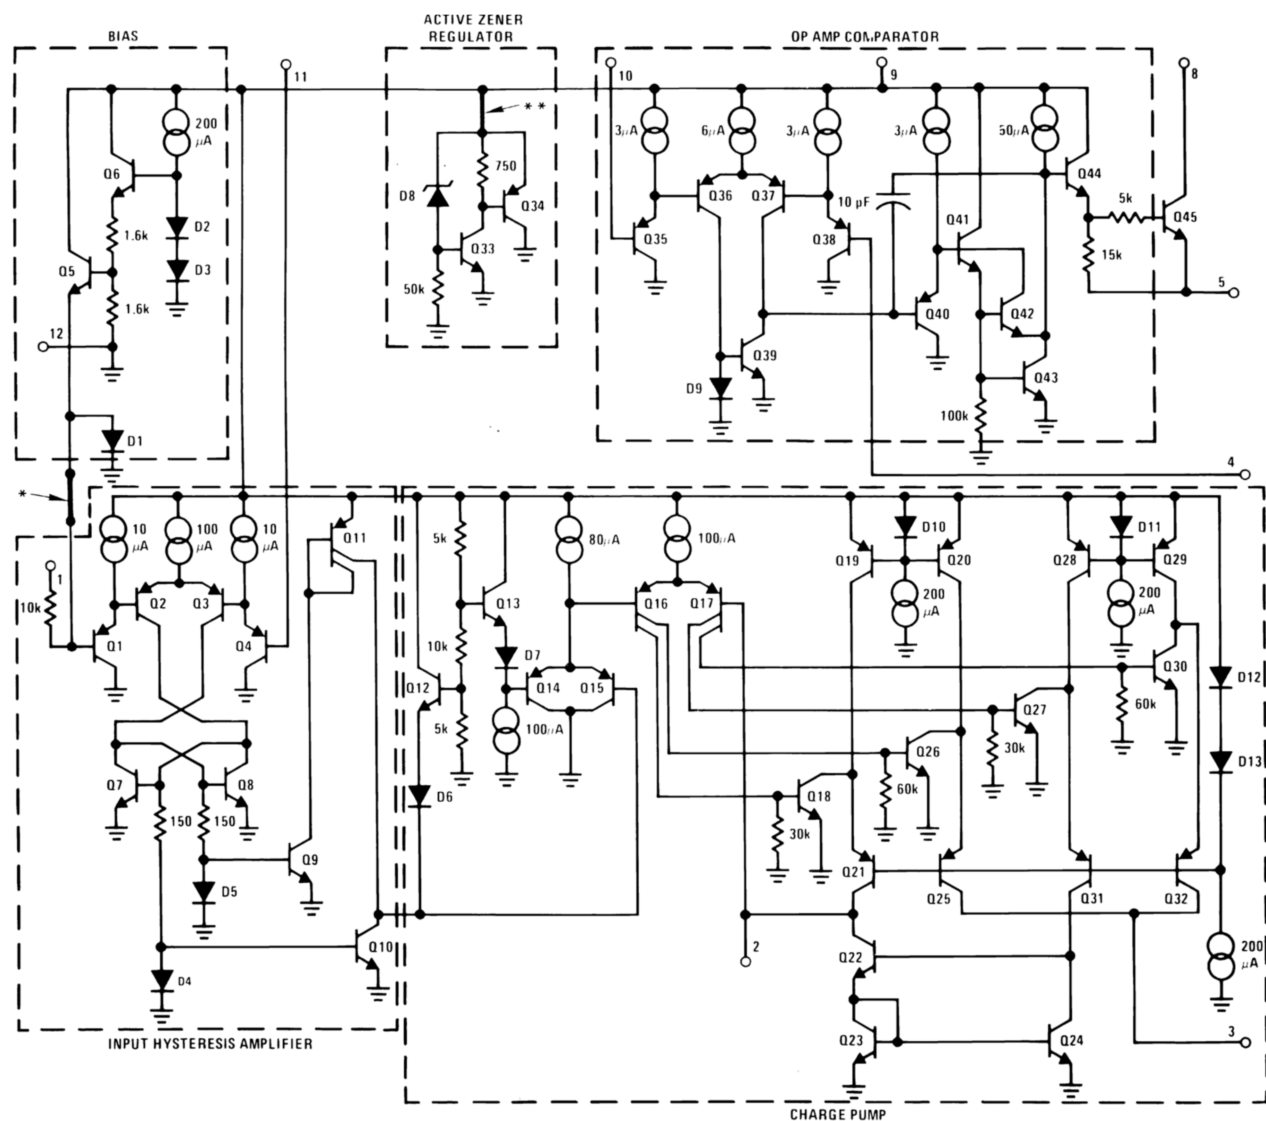 BIAS
ACTIVE ZENER
REGULATOR
OP AMP COMPARATOR
11
10
9
8
200
μA
Q6
D2
1.6k
D3
Q5
1.6k
12
D1
*
**
750
D8
Q34
Q33
50k
3μA
6μA
3μA
3μA
50μA
Q36
Q37
10 pF
Q44
5k
Q45
Q35
Q38
Q41
15k
5
Q40
Q42
Q39
D9
Q43
100k
4
10
μA
100
μA
10
μA
Q11
1
10k
Q2
Q3
Q1
Q4
Q7
Q8
150
150
Q9
D5
Q10
D4
INPUT HYSTERESIS AMPLIFIER
5k
80μA
100μA
Q13
Q16
Q17
10k
D7
Q12
Q14
Q15
5k
100μA
D6
D10
Q19
Q20
200
μA
D11
Q28
Q29
200
μA
Q30
D12
60k
Q27
30k
Q26
D13
60k
Q18
30k
Q21
Q25
Q31
Q32
2
Q22
200
μA
Q23
Q24
3
CHARGE PUMP